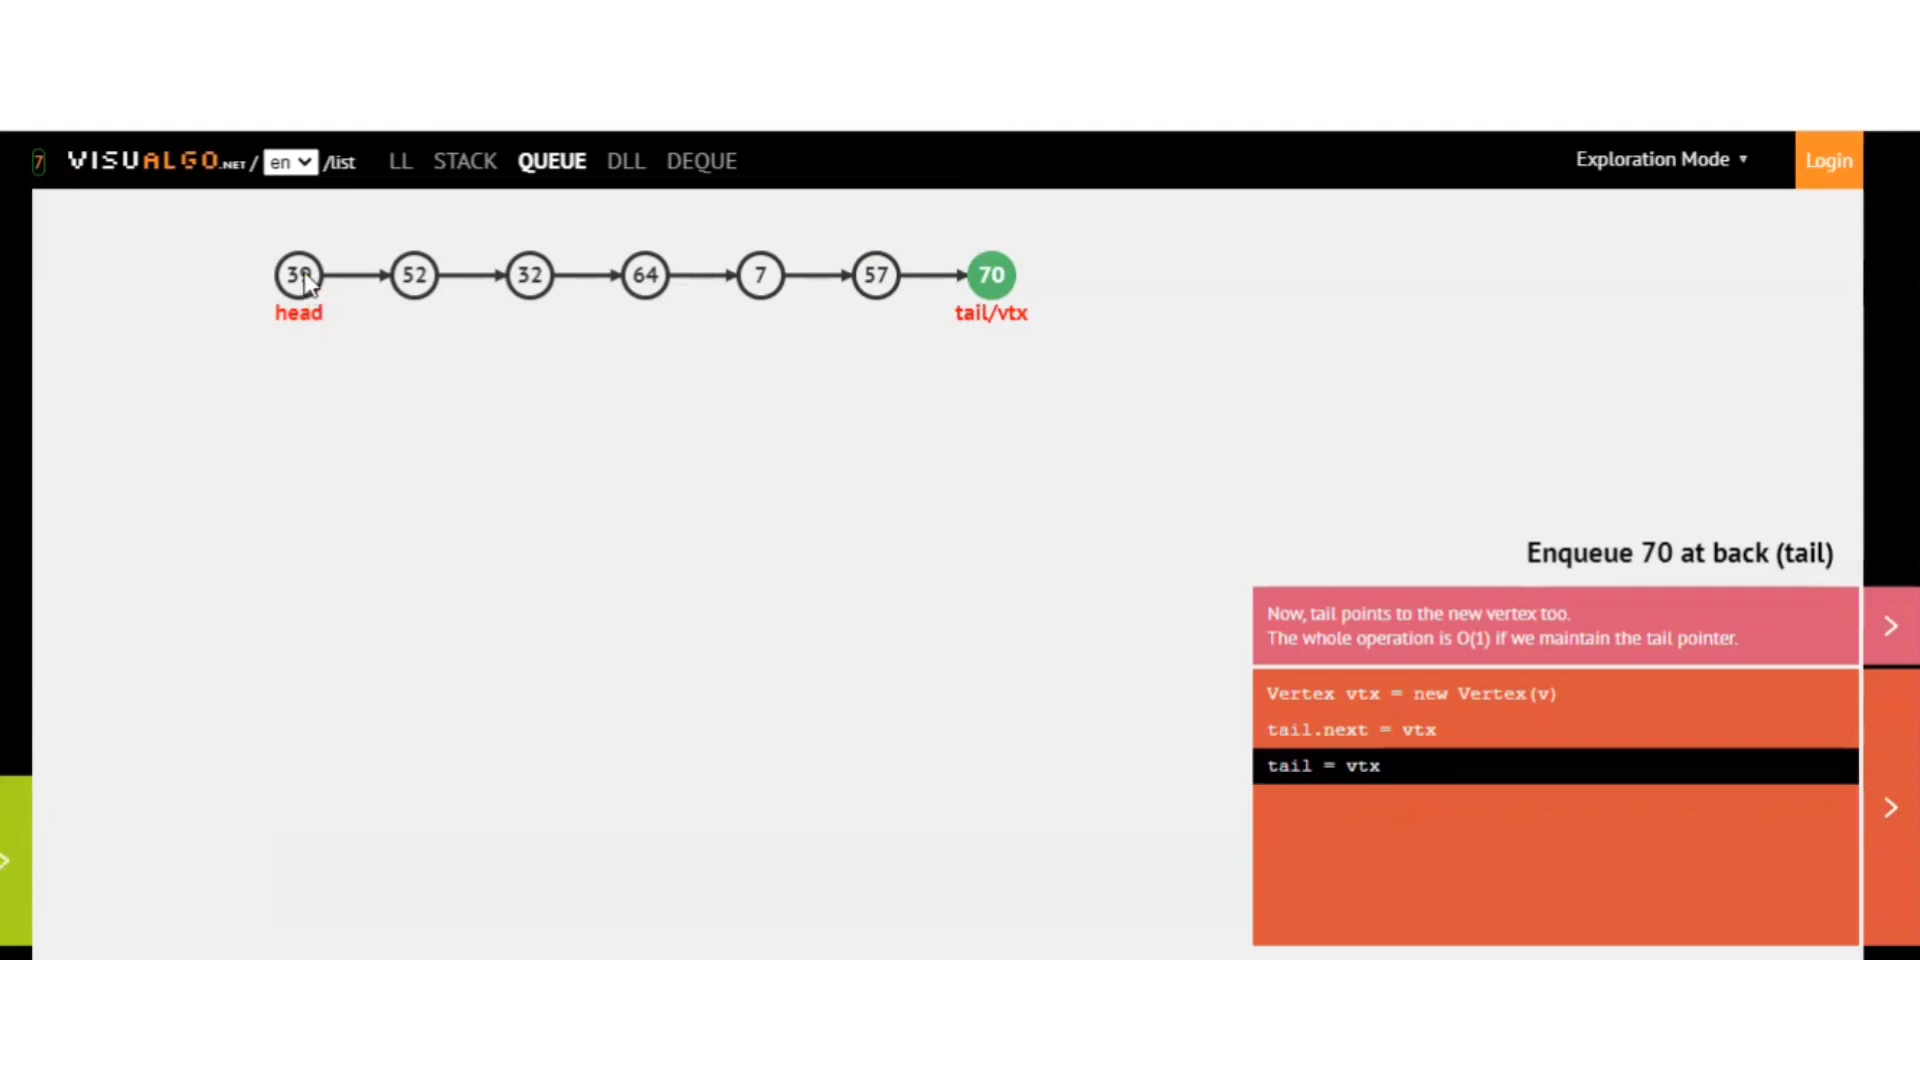 7 VISUALGO.NET / en /list LL STACK QUEUE DLL DEQUE Exploration Mode ▼ Login
52 32 64 7 57 70
head tail/vtx
Enqueue 70 at back (tail)
Now, tail points to the new vertex too.
The whole operation is O(1) if we maintain the tail pointer.
Vertex vtx = new Vertex(v)
tail.next = vtx
tail = vtx